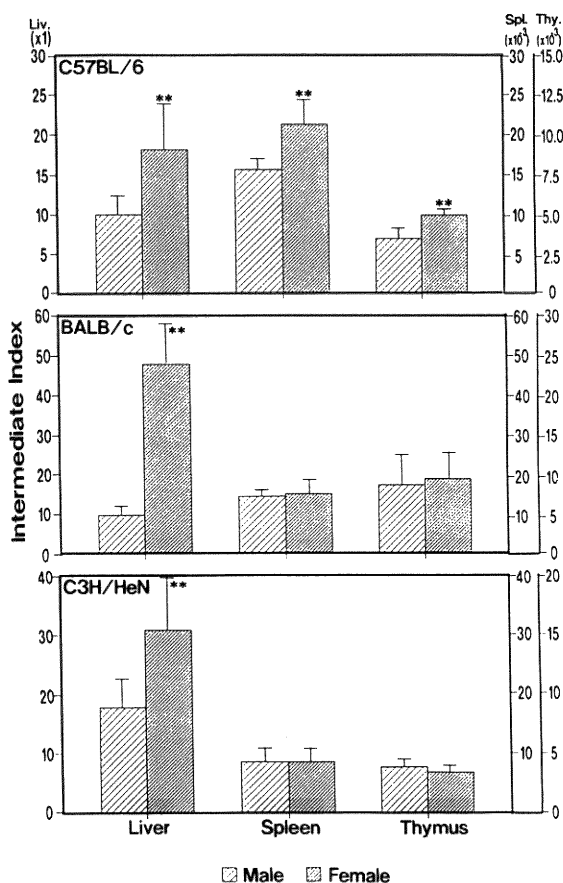 Liv. Spl. Thy.
(x1) (x10³) (x10³)
30 C57BL/6 30 15.0
** **
25 25 12.5
20 20 10.0
15 15 7.5
**
10 10 5.0
5 5 2.5
0 0 0
60 BALB/c 60 30
**
50 50 25
40 40 20
30 30 15
20 20 10
10 10 5
0 0 0
Intermediate Index
40 C3H/HeN 40 20
**
30 30 15
20 20 10
10 10 5
0 0 0
Liver Spleen Thymus
Male Female